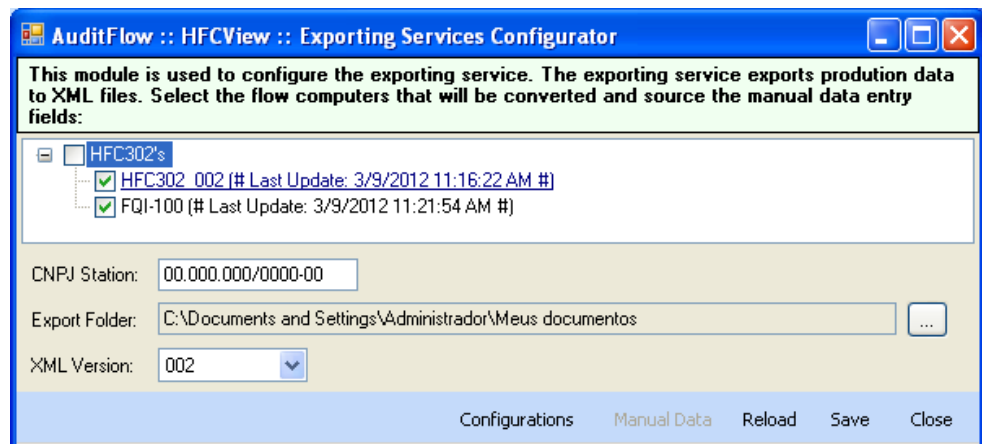 AuditFlow :: HFCView :: Exporting Services Configurator
This module is used to configure the exporting service. The exporting service exports prodution data
to XML files. Select the flow computers that will be converted and source the manual data entry
fields:
HFC302's
HFC302_002 (# Last Update: 3/9/2012 11:16:22 AM #)
FQI-100 (# Last Update: 3/9/2012 11:21:54 AM #)
CNPJ Station: 00.000.000/0000-00
Export Folder: C:\Documents and Settings\Administrador\Meus documentos ...
XML Version: 002
Configurations Manual Data Reload Save Close